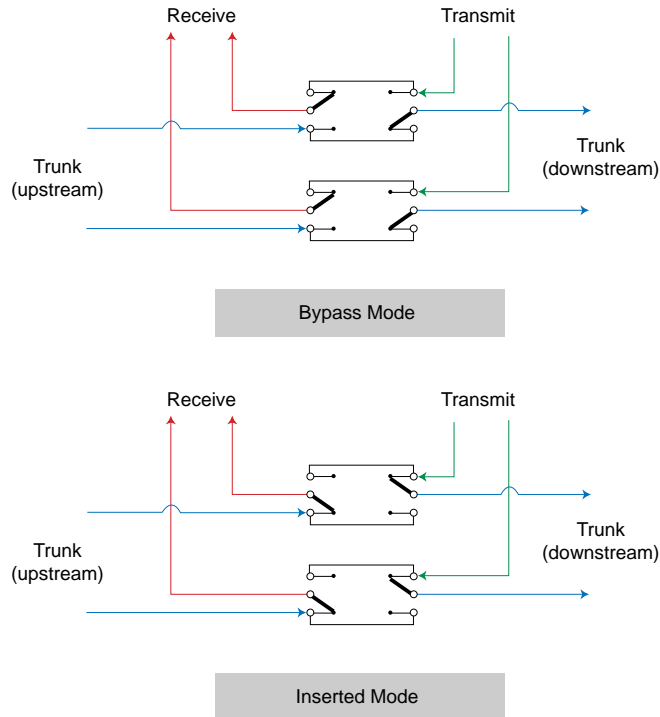 Receive
Transmit
Trunk
(upstream)
Trunk
(downstream)
Bypass Mode
Receive
Transmit
Trunk
(upstream)
Trunk
(downstream)
Inserted Mode